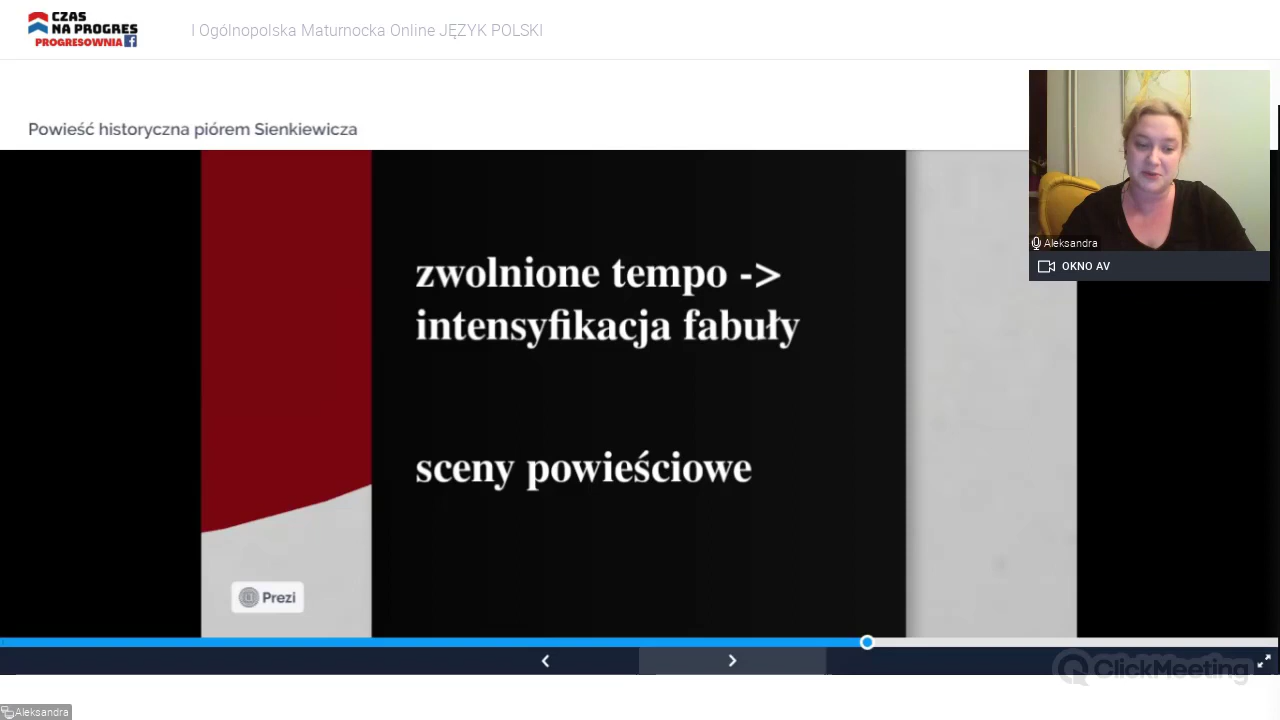 CZAS
NA PROGRES
PROGRESOWNIA
I Ogólnopolska Maturnocka Online JĘZYK POLSKI
Powieść historyczna piórem Sienkiewicza
Aleksandra
OKNO AV
zwolnione tempo ->
intensyfikacja fabuły
sceny powieściowe
Prezi
ClickMeeting
Aleksandra